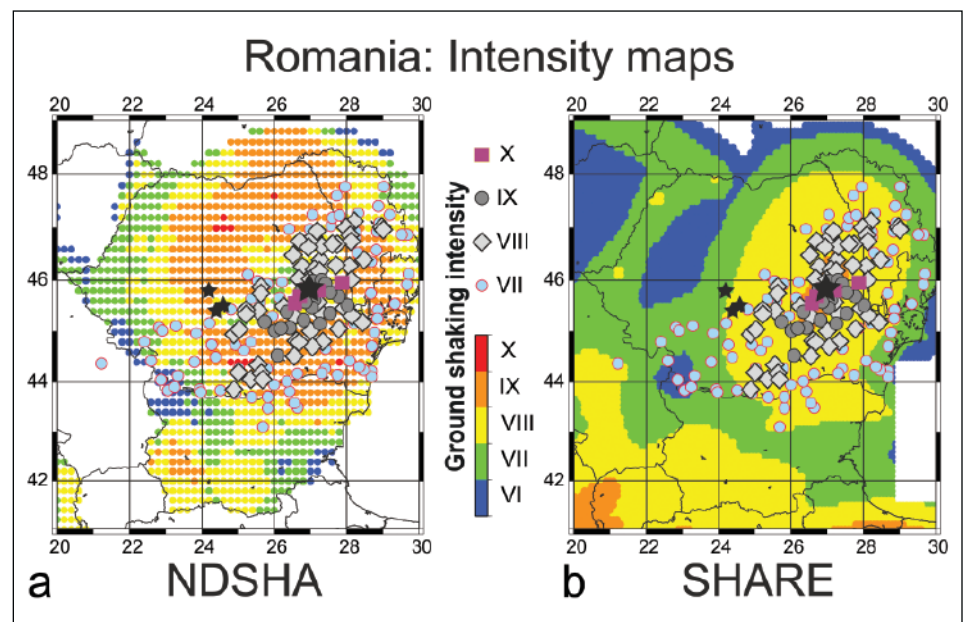 Romania: Intensity maps
20 22 24 26 28 30
20 22 24 26 28 30
48
46
44
42
48
46
44
42
Ground shaking intensity
X
IX
VIII
VII
X
IX
VIII
VII
VI
20 22 24 26 28 30
20 22 24 26 28 30
a NDSHA
b SHARE